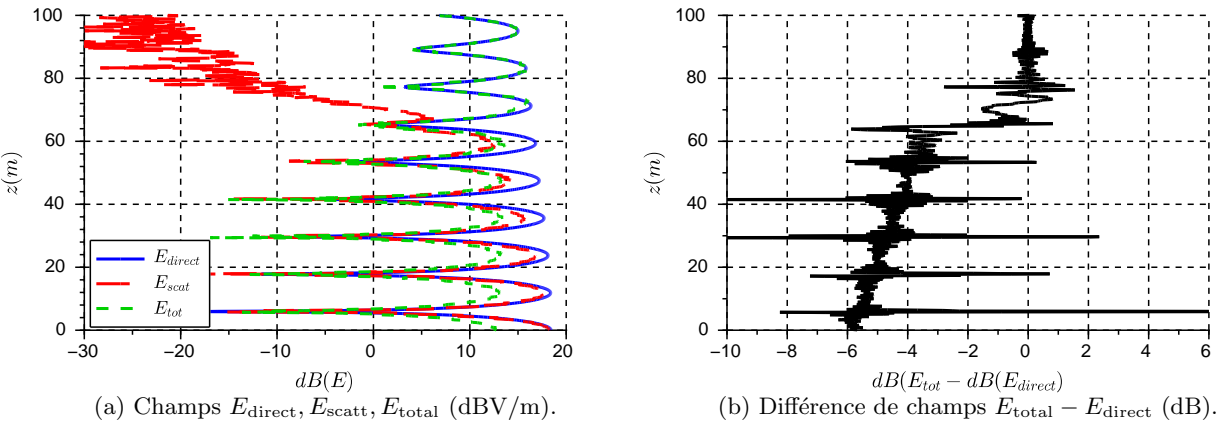 100
80
60
40
20
0
z(m)
E_direct
E_scat
E_tot
−30 −20 −10 0 10 20
dB(E)
(a) Champs E_direct, E_scatt, E_total (dBV/m).
100
80
60
40
20
0
z(m)
−10 −8 −6 −4 −2 0 2 4 6
dB(E_tot − dB(E_direct)
(b) Différence de champs E_total − E_direct (dB).